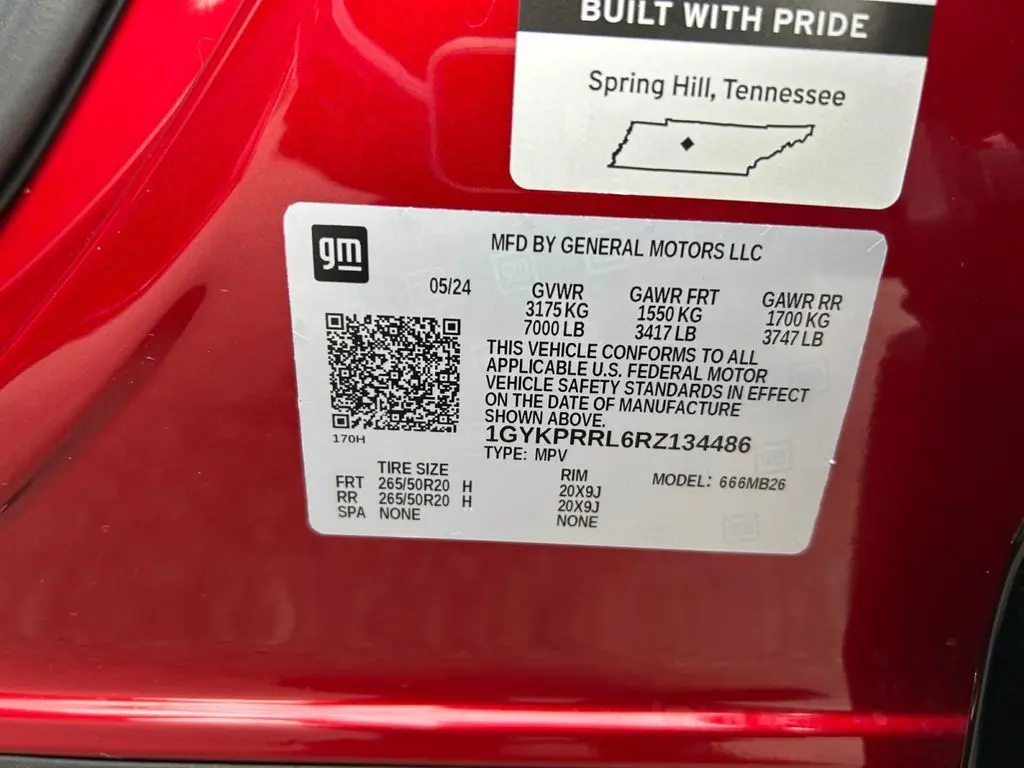 BUILT WITH PRIDE
Spring Hill, Tennessee
gm
MFD BY GENERAL MOTORS LLC
05/24
GVWR GAWR FRT GAWR RR
3175 KG 1550 KG 1700 KG
7000 LB 3417 LB 3747 LB
THIS VEHICLE CONFORMS TO ALL
APPLICABLE U.S. FEDERAL MOTOR
VEHICLE SAFETY STANDARDS IN EFFECT
ON THE DATE OF MANUFACTURE
SHOWN ABOVE.
170H
1GYKPRRL6RZ134486
TYPE: MPV
TIRE SIZE RIM MODEL: 666MB26
FRT 265/50R20 H 20X9J
RR 265/50R20 H 20X9J
SPA NONE NONE